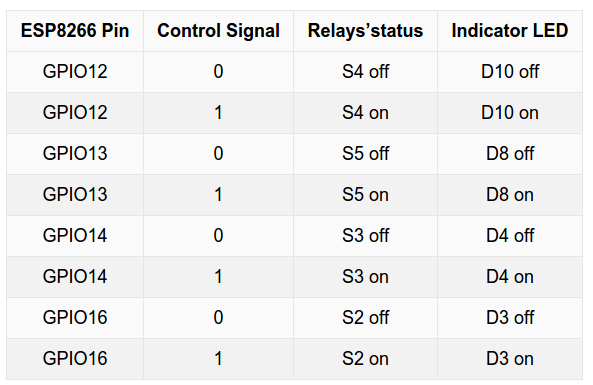 ESP8266 Pin Control Signal Relays’status Indicator LED
GPIO12 0 S4 off D10 off
GPIO12 1 S4 on D10 on
GPIO13 0 S5 off D8 off
GPIO13 1 S5 on D8 on
GPIO14 0 S3 off D4 off
GPIO14 1 S3 on D4 on
GPIO16 0 S2 off D3 off
GPIO16 1 S2 on D3 on